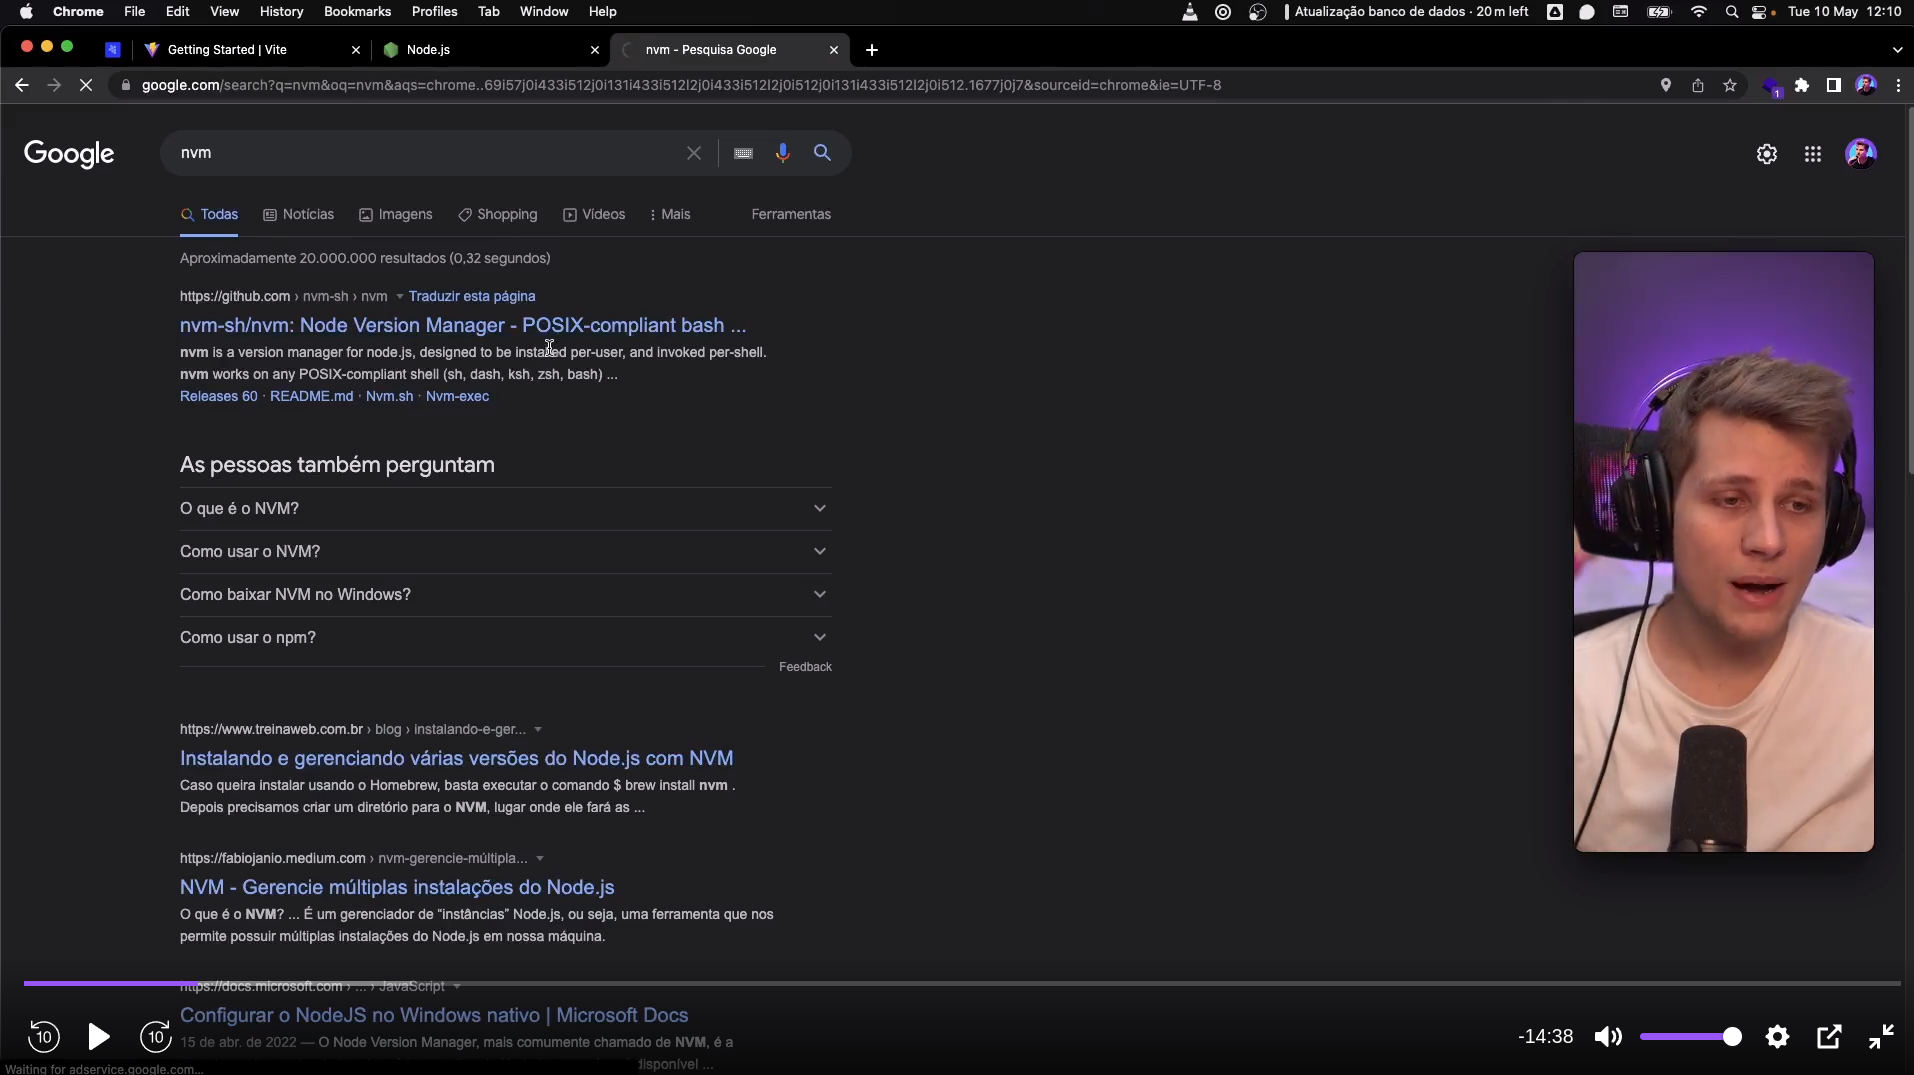 Chrome File Edit View History Bookmarks Profiles Tab Window Help
Atualização banco de dados · 20 m left
Tue 10 May 12:10
Getting Started | Vite
Node.js
nvm - Pesquisa Google
google.com/search?q=nvm&oq=nvm&aqs=chrome..69i57j0i433i512j0i131i433i512l2j0i433i512l2j0i512j0i131i433i512l2j0i512.1677j0j7&sourceid=chrome&ie=UTF-8
1
Google
nvm
Todas Notícias Imagens Shopping Vídeos Mais Ferramentas
Aproximadamente 20.000.000 resultados (0,32 segundos)
https://github.com › nvm-sh › nvm Traduzir esta página
nvm-sh/nvm: Node Version Manager - POSIX-compliant bash ...
nvm is a version manager for node.js, designed to be installed per-user, and invoked per-shell.
nvm works on any POSIX-compliant shell (sh, dash, ksh, zsh, bash) ...
Releases 60 · README.md · Nvm.sh · Nvm-exec
As pessoas também perguntam
O que é o NVM?
Como usar o NVM?
Como baixar NVM no Windows?
Como usar o npm?
Feedback
https://www.treinaweb.com.br › blog › instalando-e-ger...
Instalando e gerenciando várias versões do Node.js com NVM
Caso queira instalar usando o Homebrew, basta executar o comando $ brew install nvm .
Depois precisamos criar um diretório para o NVM, lugar onde ele fará as ...
https://fabiojanio.medium.com › nvm-gerencie-múltipla...
NVM - Gerencie múltiplas instalações do Node.js
O que é o NVM? ... É um gerenciador de “instâncias” Node.js, ou seja, uma ferramenta que nos
permite possuir múltiplas instalações do Node.js em nossa máquina.
https://docs.microsoft.com › ... › JavaScript
Configurar o NodeJS no Windows nativo | Microsoft Docs
15 de abr. de 2022 — O Node Version Manager, mais comumente chamado de NVM, é a
disponível ...
10
10
-14:38
Waiting for adservice.google.com...